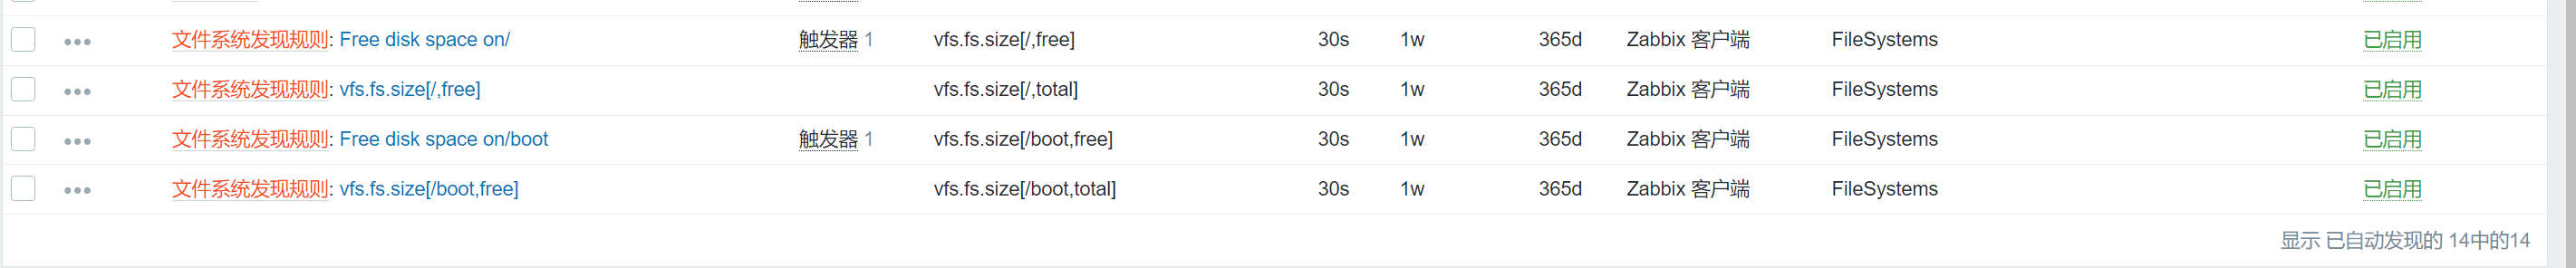 文件系统发现规则: Free disk space on/ 触发器 1 vfs.fs.size[/,free] 30s 1w 365d Zabbix 客户端 FileSystems 已启用
文件系统发现规则: vfs.fs.size[/,free] vfs.fs.size[/,total] 30s 1w 365d Zabbix 客户端 FileSystems 已启用
文件系统发现规则: Free disk space on/boot 触发器 1 vfs.fs.size[/boot,free] 30s 1w 365d Zabbix 客户端 FileSystems 已启用
文件系统发现规则: vfs.fs.size[/boot,free] vfs.fs.size[/boot,total] 30s 1w 365d Zabbix 客户端 FileSystems 已启用
显示 已自动发现的 14中的14